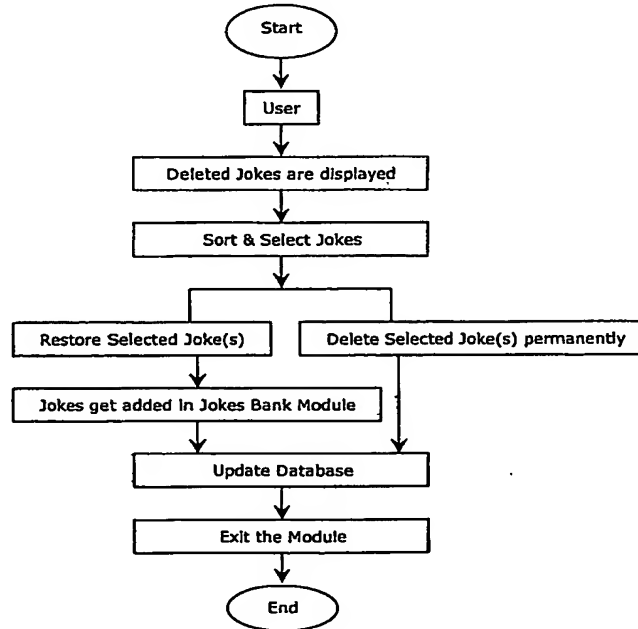 Start
User
Deleted Jokes are displayed
Sort & Select Jokes
Restore Selected Joke(s)
Delete Selected Joke(s) permanently
Jokes get added in Jokes Bank Module
Update Database
Exit the Module
End